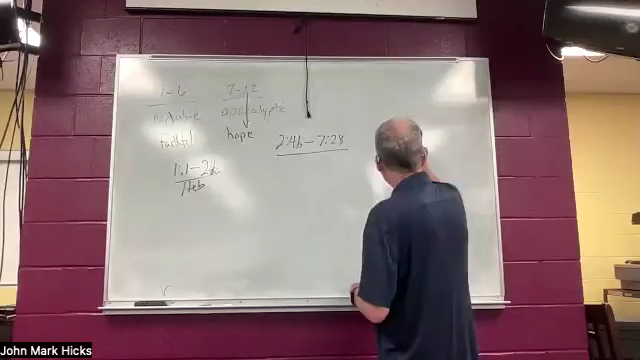 1-6 7-12
narrative apocalyptic
faithful hope
2:4b-7:28
1:1-2:4a
Heb
John Mark Hicks